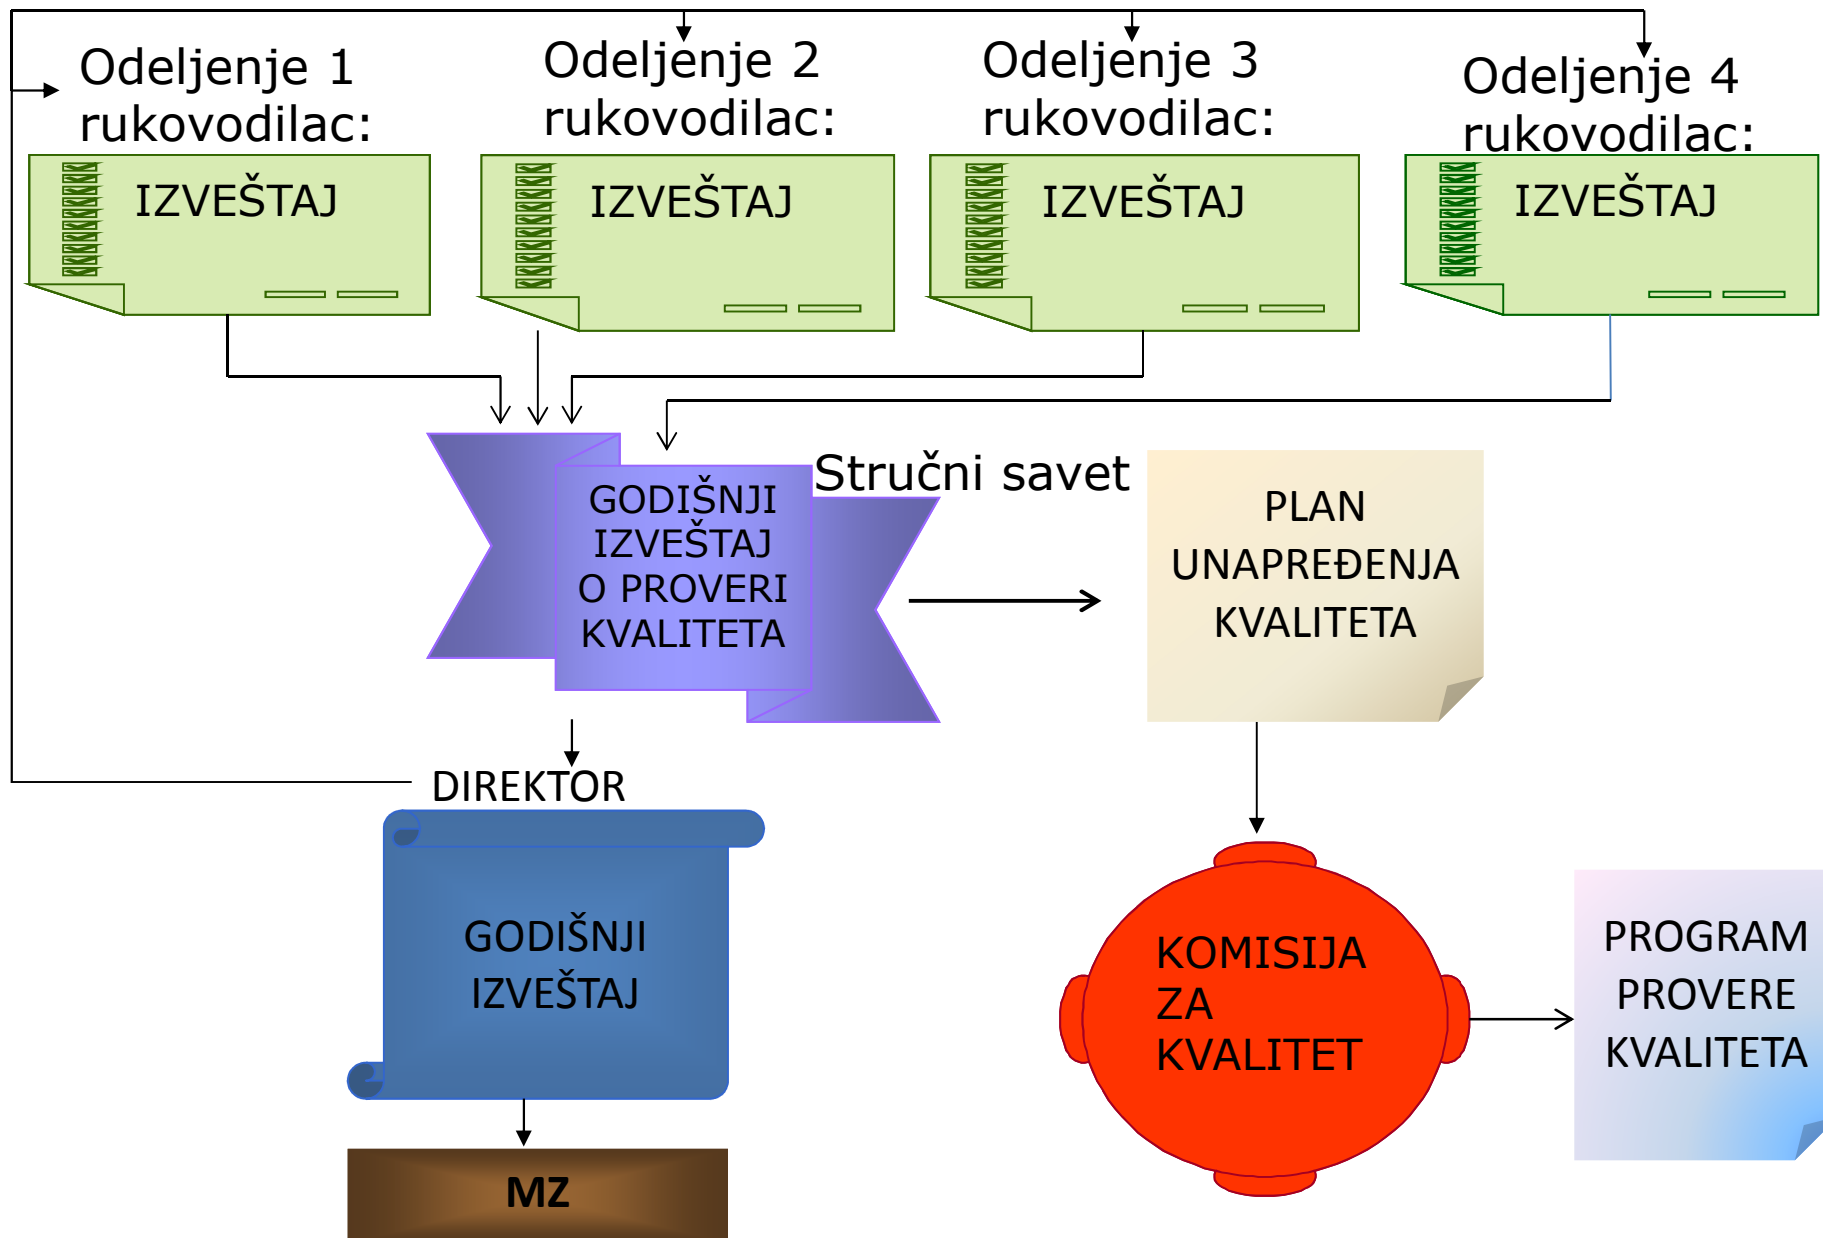 Odeljenje 1
rukovodilac:
Odeljenje 2
rukovodilac:
Odeljenje 3
rukovodilac:
Odeljenje 4
rukovodilac:
IZVEŠTAJ
IZVEŠTAJ
IZVEŠTAJ
IZVEŠTAJ
Stručni savet
GODIŠNJI
IZVEŠTAJ
O PROVERI
KVALITETA
PLAN
UNAPREĐENJA
KVALITETA
DIREKTOR
GODIŠNJI
IZVEŠTAJ
KOMISIJA
ZA
KVALITET
PROGRAM
PROVERE
KVALITETA
MZ